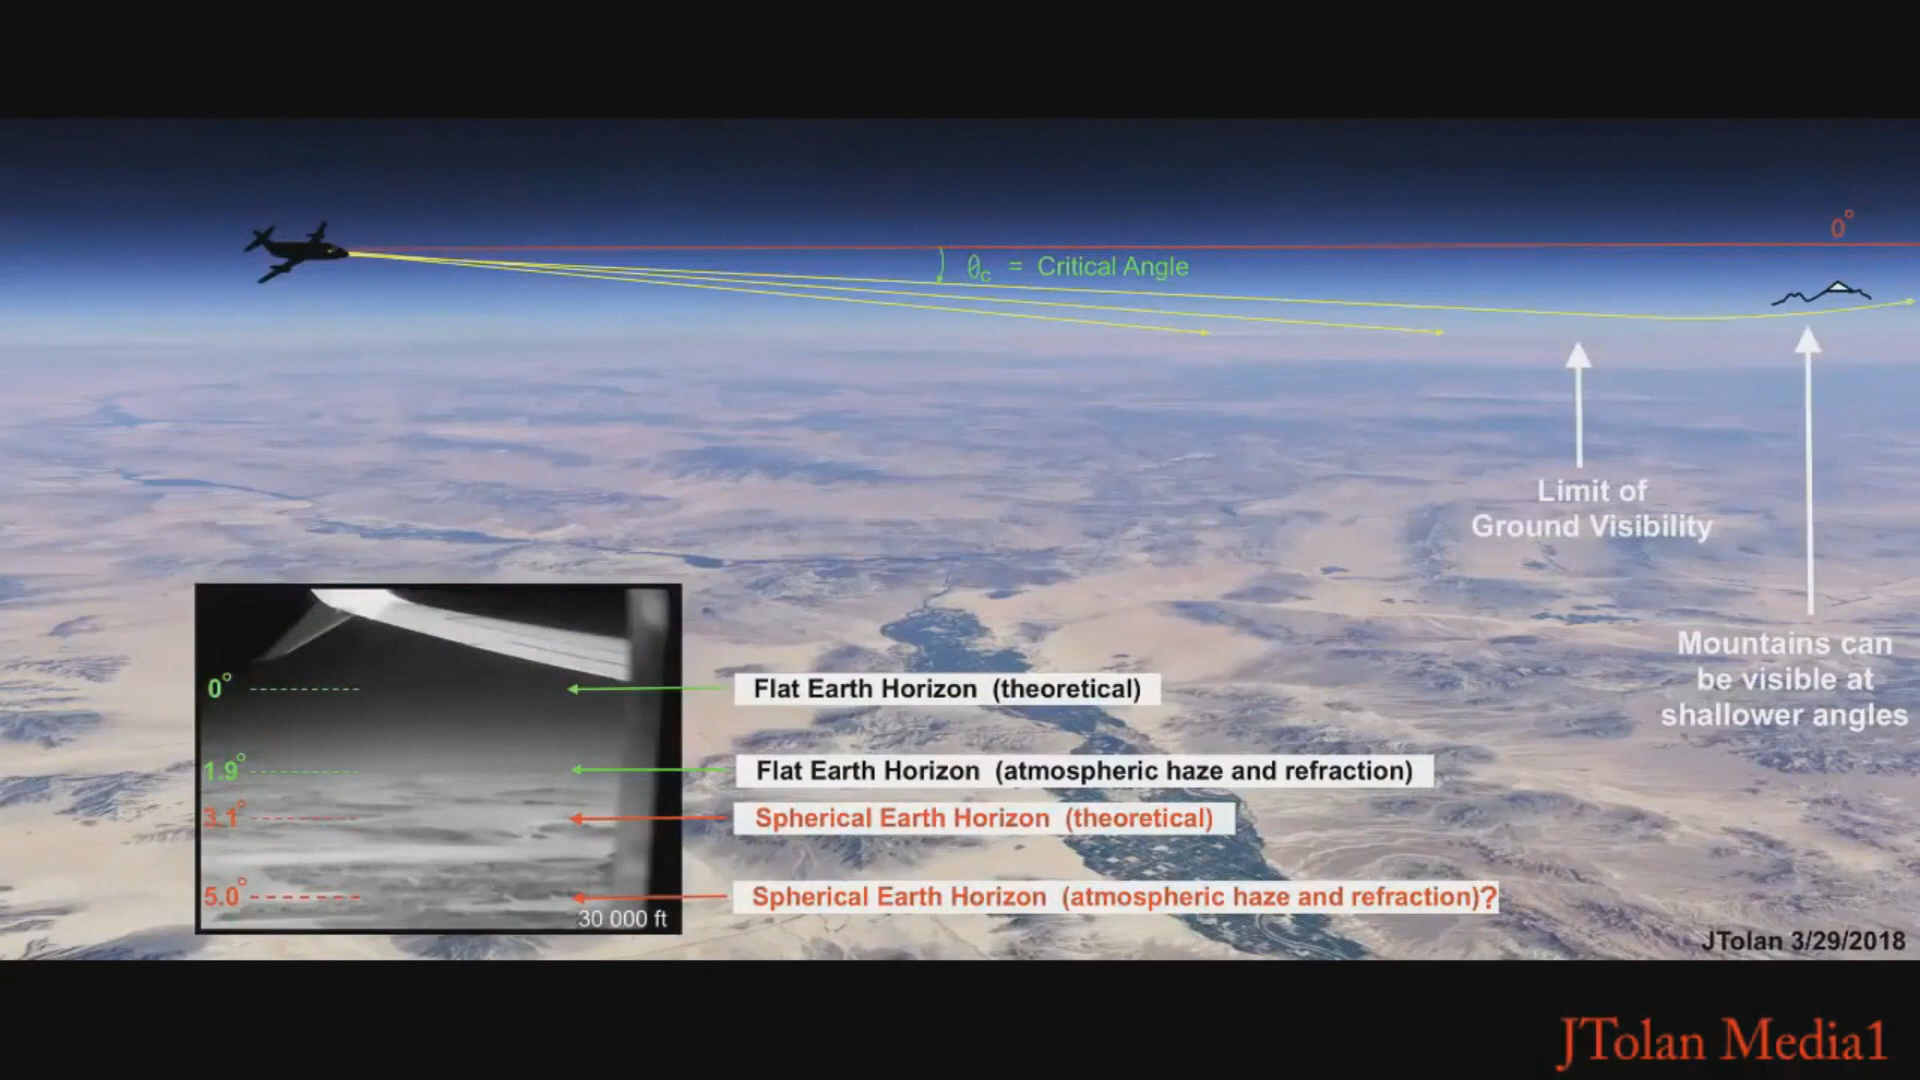 0°
θc = Critical Angle
Limit of
Ground Visibility
Mountains can
be visible at
shallower angles
0°
Flat Earth Horizon (theoretical)
1.9°
Flat Earth Horizon (atmospheric haze and refraction)
3.1°
Spherical Earth Horizon (theoretical)
5.0°
Spherical Earth Horizon (atmospheric haze and refraction)?
30 000 ft
JTolan 3/29/2018
JTolan Media1